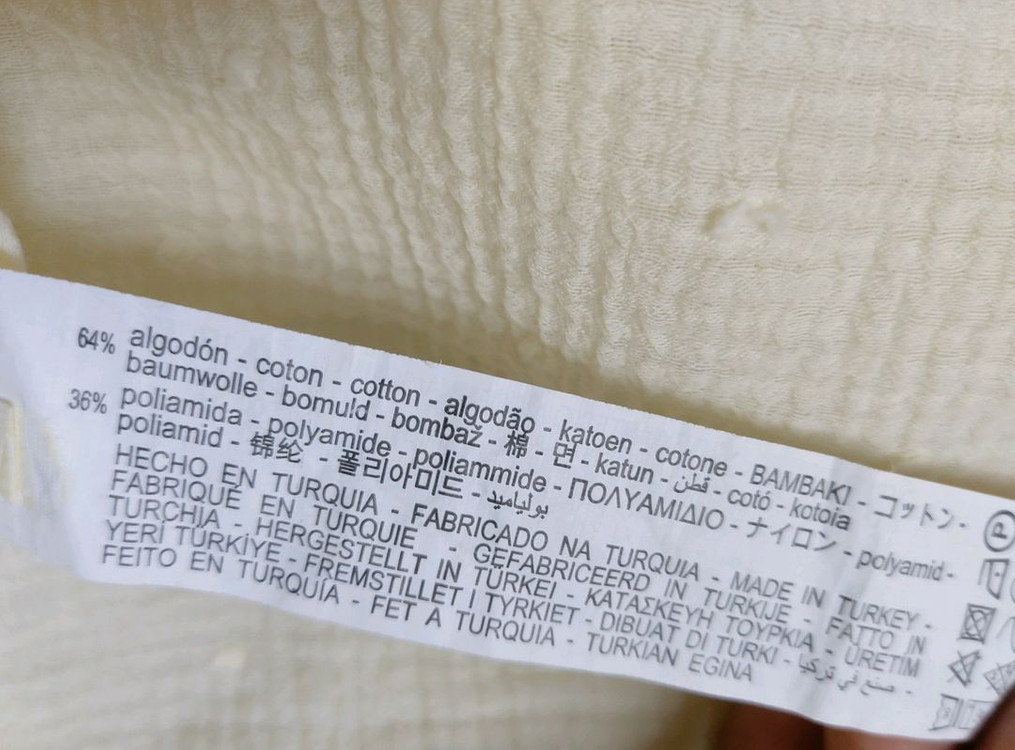 64% algodón - coton - cotton - algodão - katoen - cotone - BAMBAKI - コットン -
baumwolle - bomuld - bombaž - 棉 - 면 - katun - قطن - cotó - kotoia
36% poliamida - polyamide - poliammide - ΠΟΛΥΑΜΙΔΙΟ - ナイロン - polyamid -
poliamid - 锦纶 - 폴리아미드 - بولياميد
HECHO EN TURQUIA - FABRICADO NA TURQUIA - MADE IN TURKEY -
FABRIQUÉ EN TURQUIE - GEFABRICEERD IN TURKIJE - FATTO IN
TURCHIA - HERGESTELLT IN TÜRKEI - ΚΑΤΑΣΚΕΥΗ ΤΟΥΡΚΙΑ - ÜRETIM
YERİ TÜRKİYE - FREMSTILLET I TYRKIET - DIBUAT DI TURKI - صنع في تركيا -
FEITO EN TURQUÍA - FET A TURQUIA - TURKIAN EGINA
P